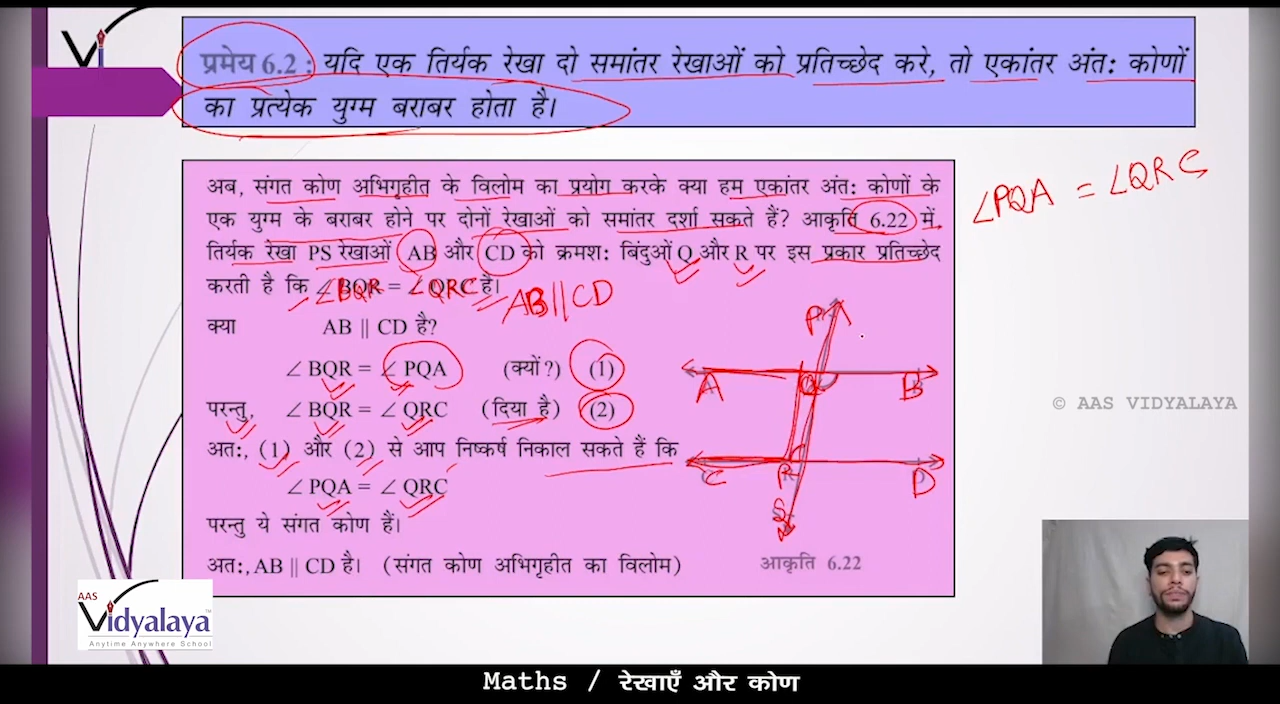 प्रमेय 6.2 : यदि एक तिर्यक रेखा दो समांतर रेखाओं को प्रतिच्छेद करे, तो एकांतर अंतः कोणों
का प्रत्येक युग्म बराबर होता है।
अब, संगत कोण अभिगृहीत के विलोम का प्रयोग करके क्या हम एकांतर अंतः कोणों के
एक युग्म के बराबर होने पर दोनों रेखाओं को समांतर दर्शा सकते हैं? आकृति 6.22 में,
तिर्यक रेखा PS रेखाओं AB और CD को क्रमशः बिंदुओं Q और R पर इस प्रकार प्रतिच्छेद
करती है कि ∠BQR = ∠QRC है।
AB || CD
∠PQA = ∠QRC
क्या AB || CD है?
∠ BQR = ∠ PQA (क्यों?) (1)
परन्तु, ∠ BQR = ∠ QRC (दिया है) (2)
अतः, (1) और (2) से आप निष्कर्ष निकाल सकते हैं कि
∠ PQA = ∠ QRC
परन्तु ये संगत कोण हैं।
अतः, AB || CD है। (संगत कोण अभिगृहीत का विलोम)
P
A Q B
C R D
S
आकृति 6.22
© AAS VIDYALAYA
AAS
Vidyalaya
Anytime Anywhere School
Maths / रेखाएँ और कोण